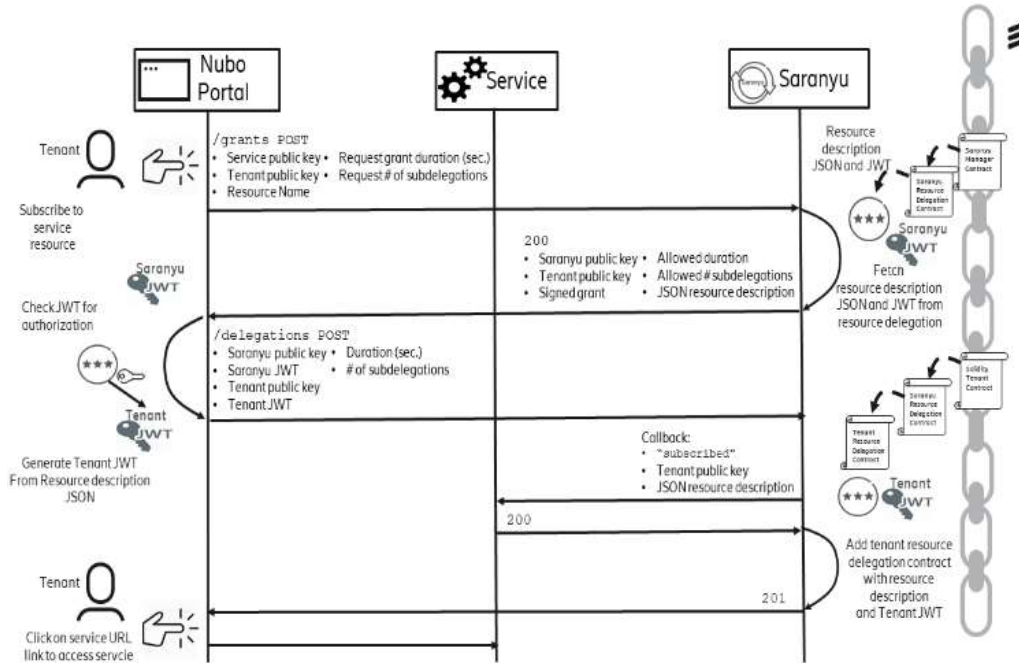 Nubo
Portal
Service
Saranyu
Saranyu
Tenant
Subscribe to
service
resource
/grants POST
• Service public key • Request grant duration (sec.)
• Tenant public key • Request # of subdelegations
• Resource Name
Resource
description
JSON and JWT
Saranyu
Manager
Contract
Saranyu
Resource
Delegation
Contract
***
Saranyu
JWT
Fetch
resource description
JSON and JWT from
resource delegation
200
• Saranyu public key • Allowed duration
• Tenant public key • Allowed # subdelegations
• Signed grant • JSON resource description
Saranyu
JWT
Check JWT for
authorization
***
Tenant
JWT
Generate Tenant JWT
From Resource description
JSON
/delegations POST
• Saranyu public key • Duration (sec.)
• Saranyu JWT • # of subdelegations
• Tenant public key
• Tenant JWT
Solidity
Tenant
Contract
Saranyu
Resource
Delegation
Contract
Tenant
Resource
Delegation
Contract
***
Tenant
JWT
Callback:
• "subscribed"
• Tenant public key
• JSON resource description
200
Add tenant resource
delegation contract
with resource
description
and Tenant JWT
201
Tenant
Click on service URL
link to access servcie